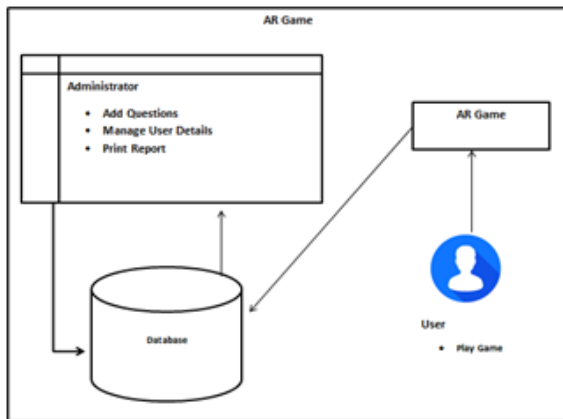 AR Game
Administrator
• Add Questions
• Manage User Details
• Print Report
AR Game
Database
User
• Play Game